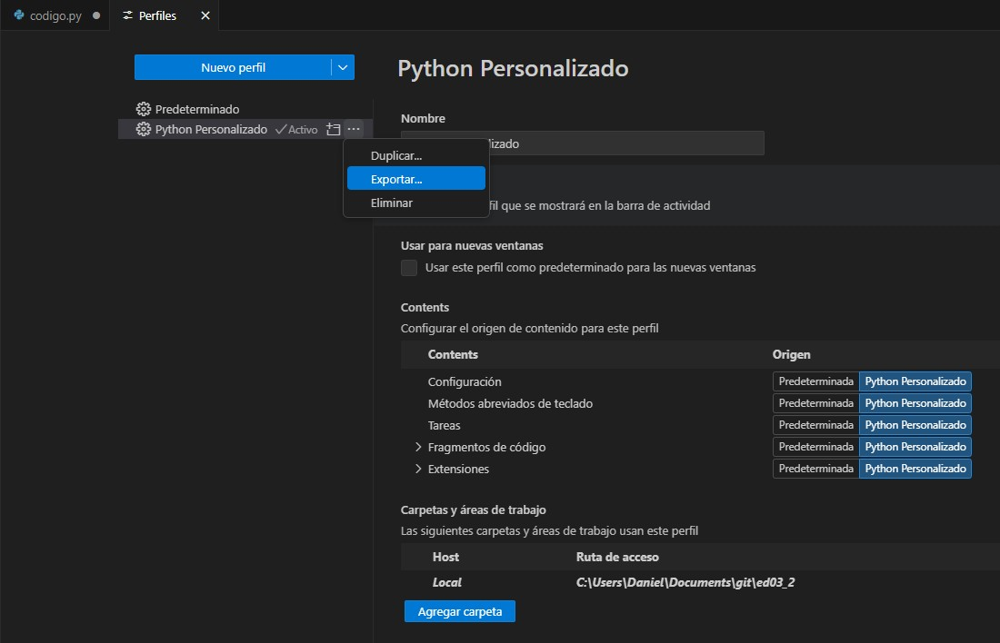 codigo.py
Perfiles
Nuevo perfil
Predeterminado
Python Personalizado Activo
Duplicar...
Exportar...
Eliminar
Python Personalizado
Nombre
que se mostrará en la barra de actividad
Usar para nuevas ventanas
Usar este perfil como predeterminado para las nuevas ventanas
Contents
Configurar el origen de contenido para este perfil
Contents Origen
Configuración Predeterminada Python Personalizado
Métodos abreviados de teclado Predeterminada Python Personalizado
Tareas Predeterminada Python Personalizado
Fragmentos de código Predeterminada Python Personalizado
Extensiones Predeterminada Python Personalizado
Carpetas y áreas de trabajo
Las siguientes carpetas y áreas de trabajo usan este perfil
Host Ruta de acceso
Local C:\Users\Daniel\Documents\git\ed03_2
Agregar carpeta